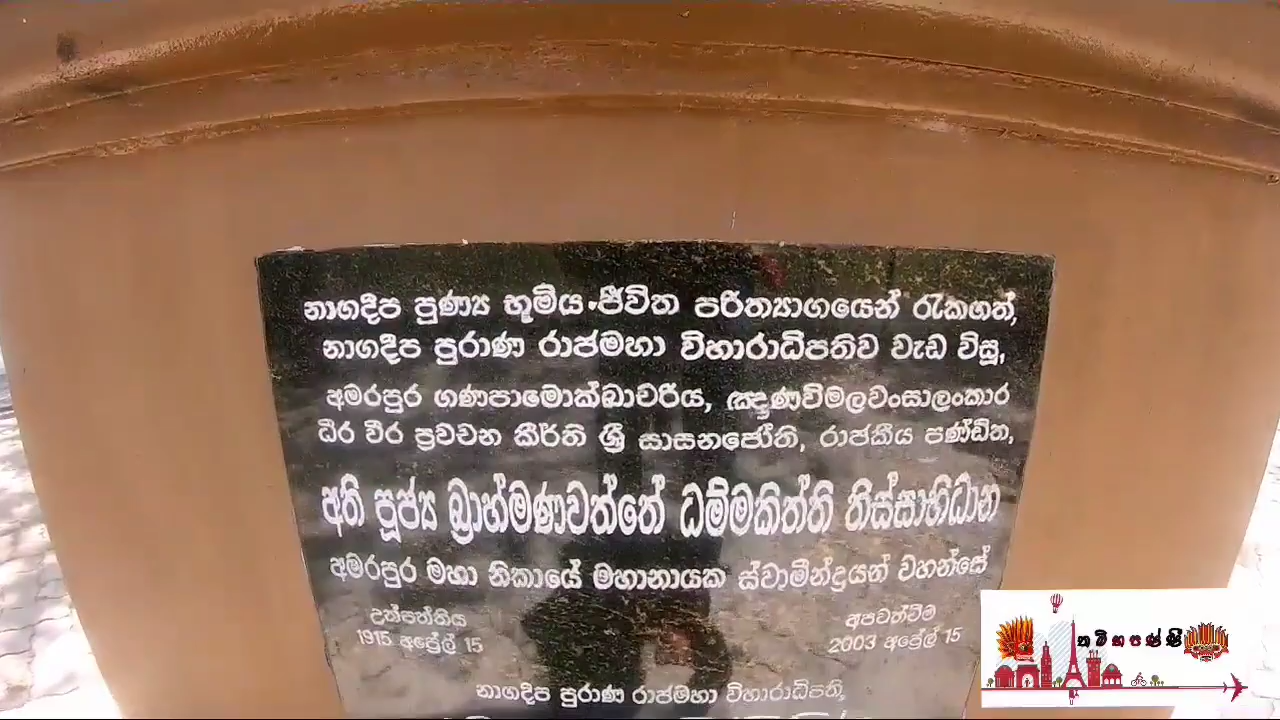 නාගදීප පුණ්‍ය භූමිය ජීවිත පරිත්‍යාගයෙන් රැකගත්,
නාගදීප පුරාණ රාජමහා විහාරාධිපතිව වැඩ විසූ,
අමරපුර ගණපාමොක්ඛාචරිය, ඤාණවිමලවංසාලංකාර
ධීර වීර ප්‍රවචන කීර්ති ශ්‍රී සාසනජෝති, රාජකීය පණ්ඩිත,
අති පූජ්‍ය බ්‍රාහ්මණවත්තේ ධම්මකිත්ති තිස්සාභිධාන
අමරපුර මහා නිකායේ මහානායක ස්වාමීන්ද්‍රයන් වහන්සේ
උත්පත්තිය අපවත්වීම
1915 අප්‍රේල් 15 2003 අප්‍රේල් 15
නාගදීප පුරාණ රාජමහා විහාරාධිපති,